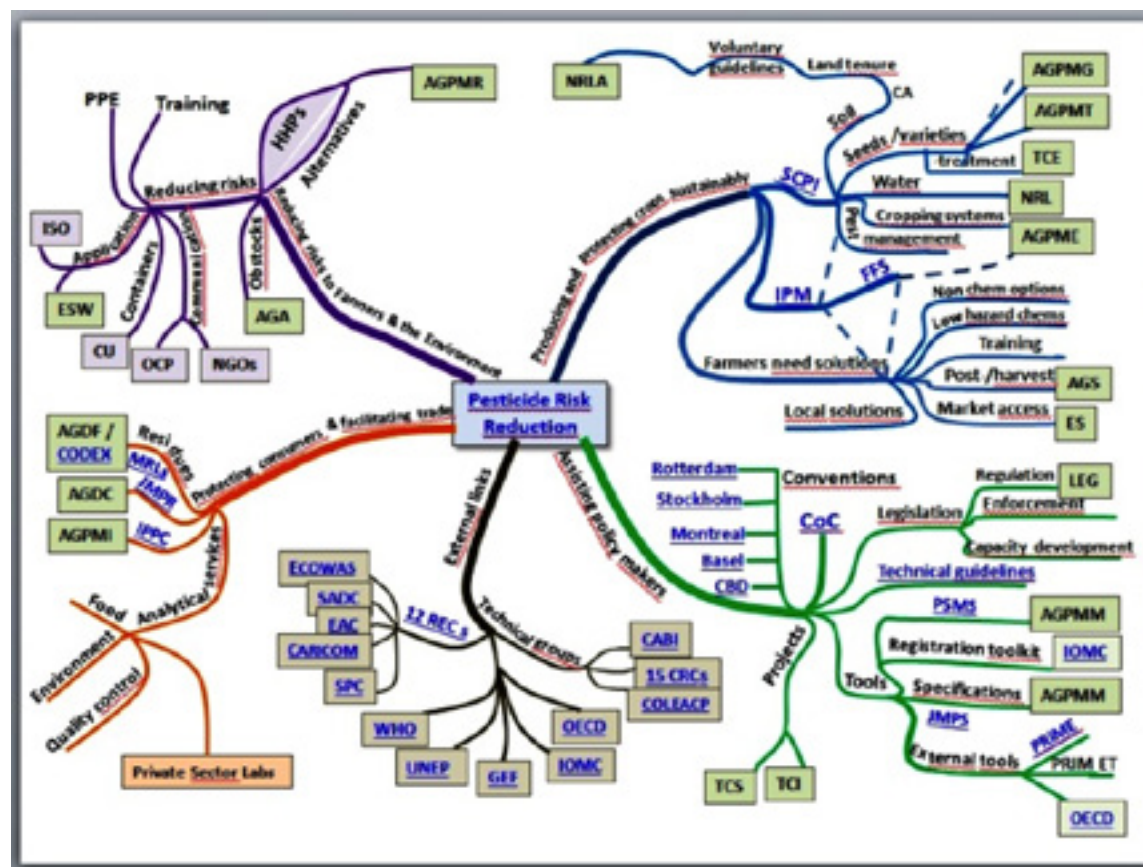 PPE
Training
HHPs
Alternatives
AGPMR
Reducing risks
Reducing risks to Farmers & the Environment
ISO
Application
ESW
Containers
CU
OCP
NGOs
Obstocks
AGA
NRLA
Voluntary
guidelines
Land tenure
CA
Soil
Seeds /varieties
treatment
AGPMG
AGPMT
TCE
Water
NRL
Cropping systems
AGPME
Pest
management
SCPI
Producing and protecting crops sustainably
IPM
FFS
Farmers need solutions
Non chem options
Low hazard chems
Training
Post-/harvest
AGS
Market access
ES
Local solutions
Pesticide Risk
Reduction
Protecting consumers & facilitating trade
AGDF /
CODEX
Residues
MRLs
AGDC
JMPR
AGPMI
IPPC
Analytical services
Food
Environment
Quality control
Private Sector Labs
External links
12 REC s
ECOWAS
SADC
EAC
CARICOM
SPC
Technical groups
CABI
15 CRCs
COLEACP
WHO
UNEP
GEF
IOMC
OECD
Assisting policy makers
Conventions
Rotterdam
Stockholm
Montreal
Basel
CBD
CoC
Legislation
Regulation
LEG
Enforcement
Capacity development
Technical guidelines
Projects
TCS
TCI
Tools
PSMS
AGPMM
Registration toolkit
IOMC
Specifications
AGPMM
JMPS
External tools
PRIME
PRIM ET
OECD